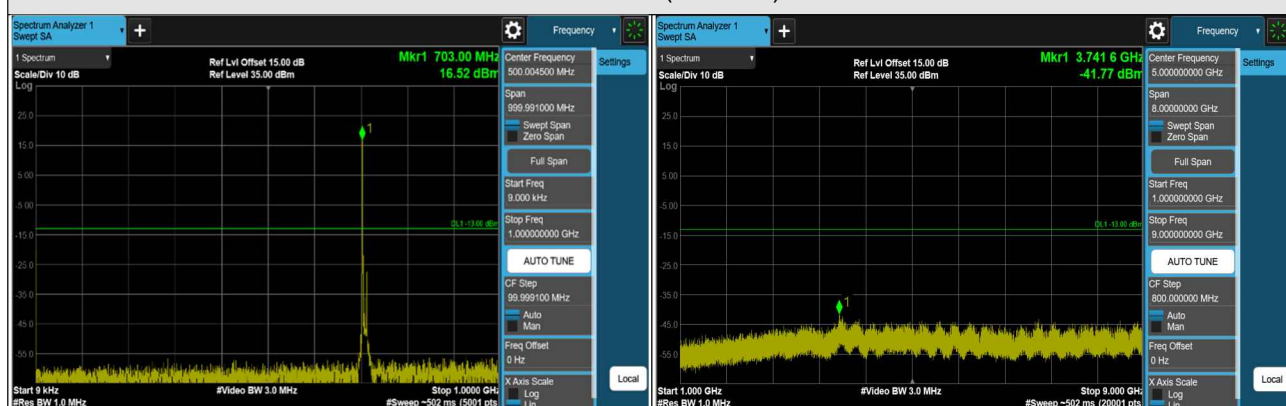 Spectrum Analyzer 1
Swept SA
+
Frequency
1 Spectrum
Ref Lvl Offset 15.00 dB
Mkr1 703.00 MHz
Scale/Div 10 dB
Ref Level 35.00 dBm
16.52 dBm
Log
25.0
15.0
5.00
-5.00
-15.0
-25.0
-35.0
-45.0
-55.0
1
DL1 -13.00 dBm
Start 9 kHz
#Video BW 3.0 MHz
Stop 1.0000 GHz
#Res BW 1.0 MHz
#Sweep ~502 ms (5001 pts
Center Frequency
500.004500 MHz
Settings
Span
999.991000 MHz
Swept Span
Zero Span
Full Span
Start Freq
9.000 kHz
Stop Freq
1.000000000 GHz
AUTO TUNE
CF Step
99.999100 MHz
Auto
Man
Freq Offset
0 Hz
X Axis Scale
Log
Lin
Local
Spectrum Analyzer 1
Swept SA
+
Frequency
1 Spectrum
Ref Lvl Offset 15.00 dB
Mkr1 3.741 6 GHz
Scale/Div 10 dB
Ref Level 35.00 dBm
-41.77 dBm
Log
25.0
15.0
5.00
-5.00
-15.0
-25.0
-35.0
-45.0
-55.0
1
DL1 -13.00 dBm
Start 1.000 GHz
#Video BW 3.0 MHz
Stop 9.000 GHz
#Res BW 1.0 MHz
#Sweep ~502 ms (20001 pts
Center Frequency
5.000000000 GHz
Settings
Span
8.00000000 GHz
Swept Span
Zero Span
Full Span
Start Freq
1.000000000 GHz
Stop Freq
9.000000000 GHz
AUTO TUNE
CF Step
800.000000 MHz
Auto
Man
Freq Offset
0 Hz
X Axis Scale
Log
Lin
Local